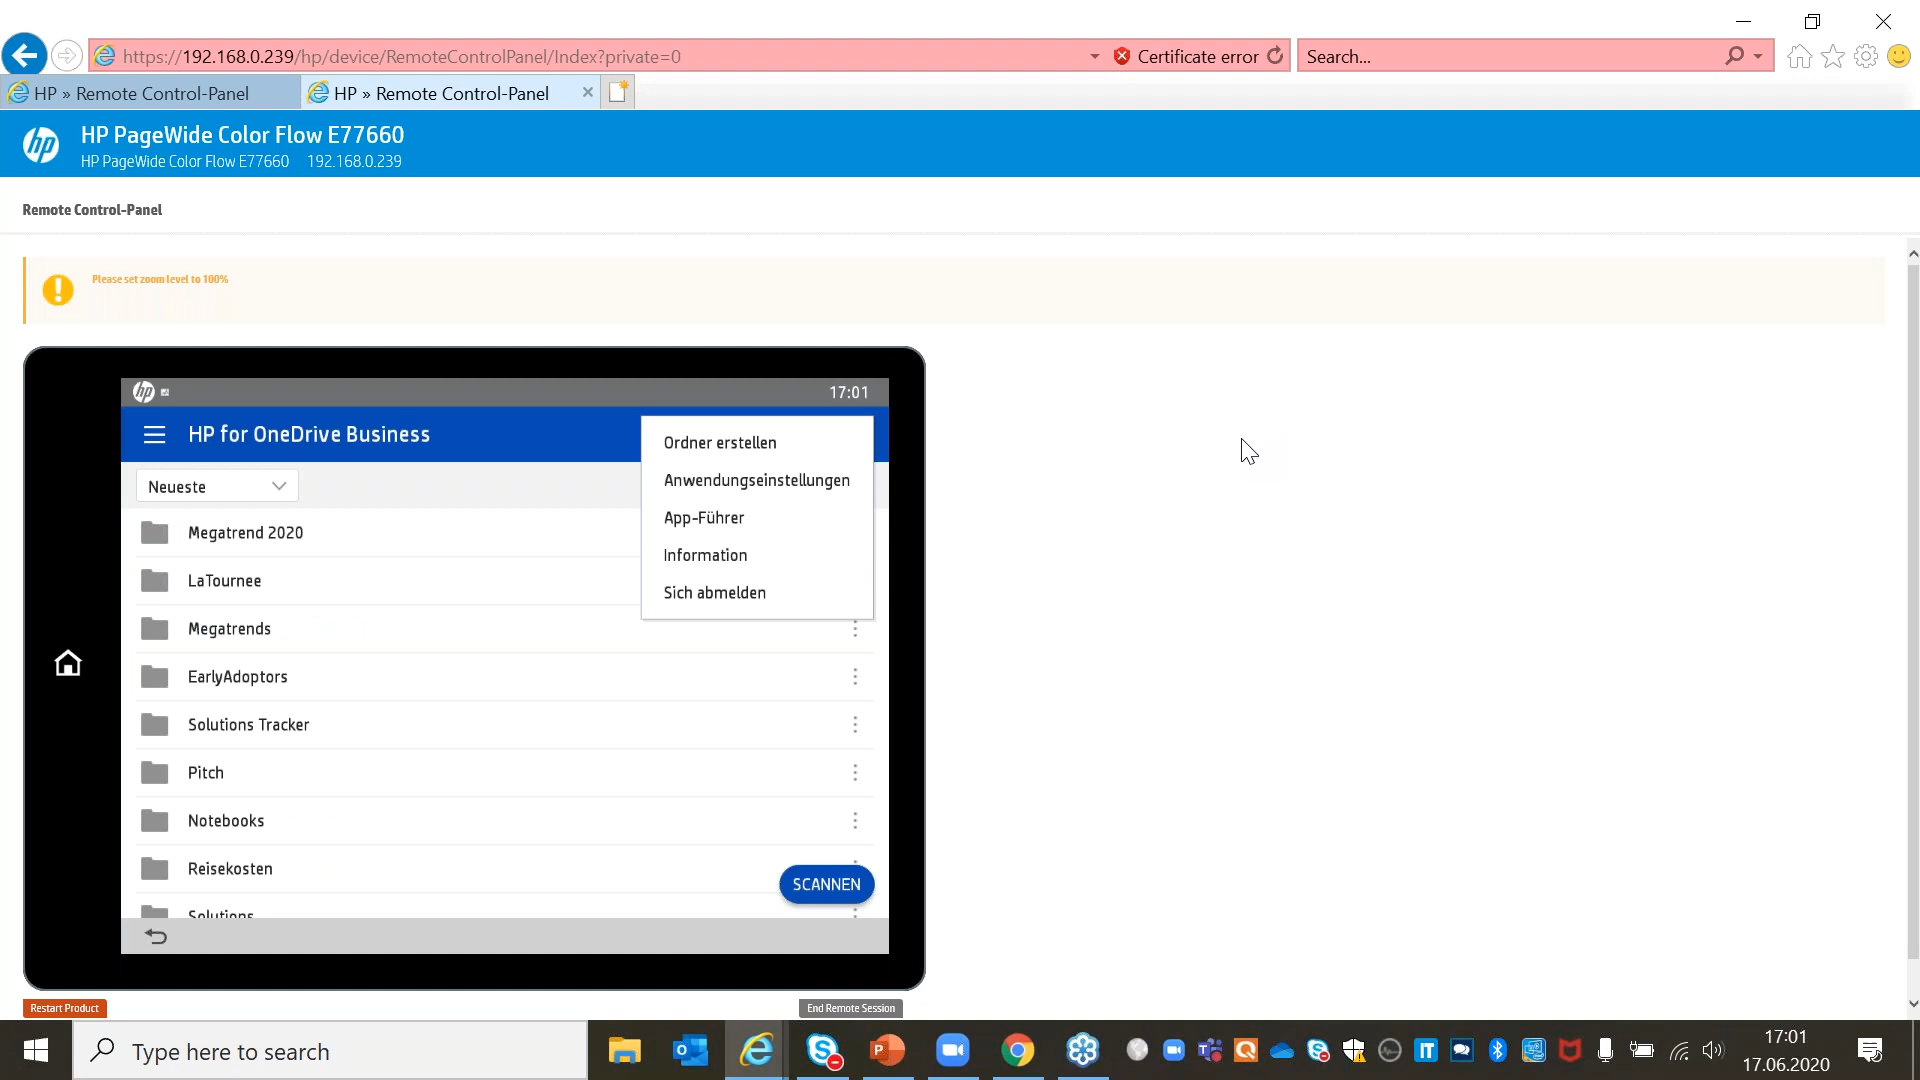 https://192.168.0.239/hp/device/RemoteControlPanel/Index?private=0
Certificate error
Search...
HP » Remote Control-Panel
HP » Remote Control-Panel
hp
HP PageWide Color Flow E77660
HP PageWide Color Flow E77660 192.168.0.239
Remote Control-Panel
Please set zoom level to 100%
hp
17:01
HP for OneDrive Business
Ordner erstellen
Anwendungseinstellungen
App-Führer
Information
Sich abmelden
Neueste
Megatrend 2020
LaTournee
Megatrends
EarlyAdoptors
Solutions Tracker
Pitch
Notebooks
Reisekosten
SCANNEN
Solutions
Restart Product
End Remote Session
Type here to search
17:01
17.06.2020